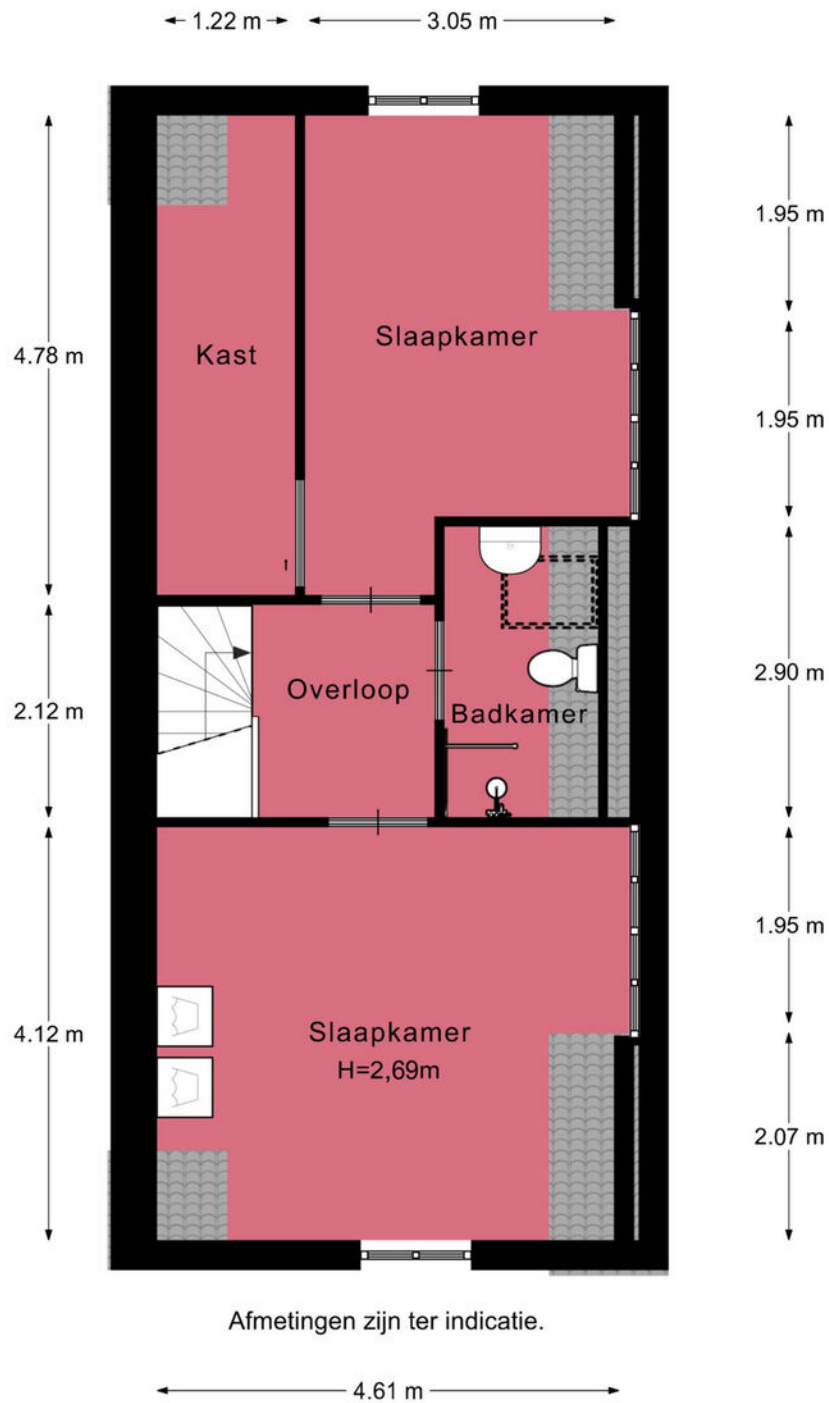 1.22 m
3.05 m
1.95 m
Slaapkamer
4.78 m
Kast
1.95 m
2.90 m
2.12 m
Overloop
Badkamer
1.95 m
4.12 m
Slaapkamer
H=2,69m
2.07 m
Afmetingen zijn ter indicatie.
4.61 m